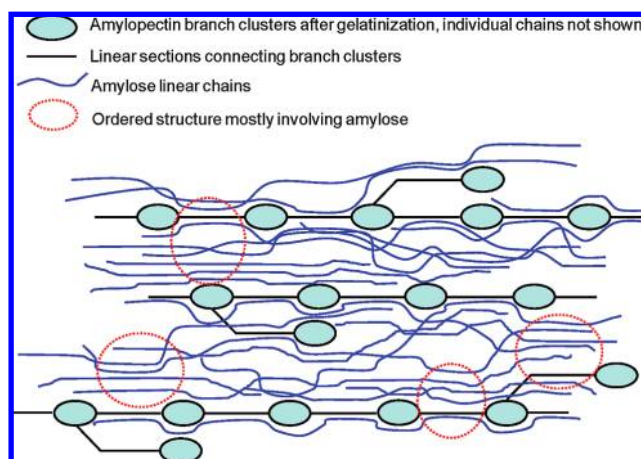 Amylopectin branch clusters after gelatinization, individual chains not shown
Linear sections connecting branch clusters
Amylose linear chains
Ordered structure mostly involving amylose